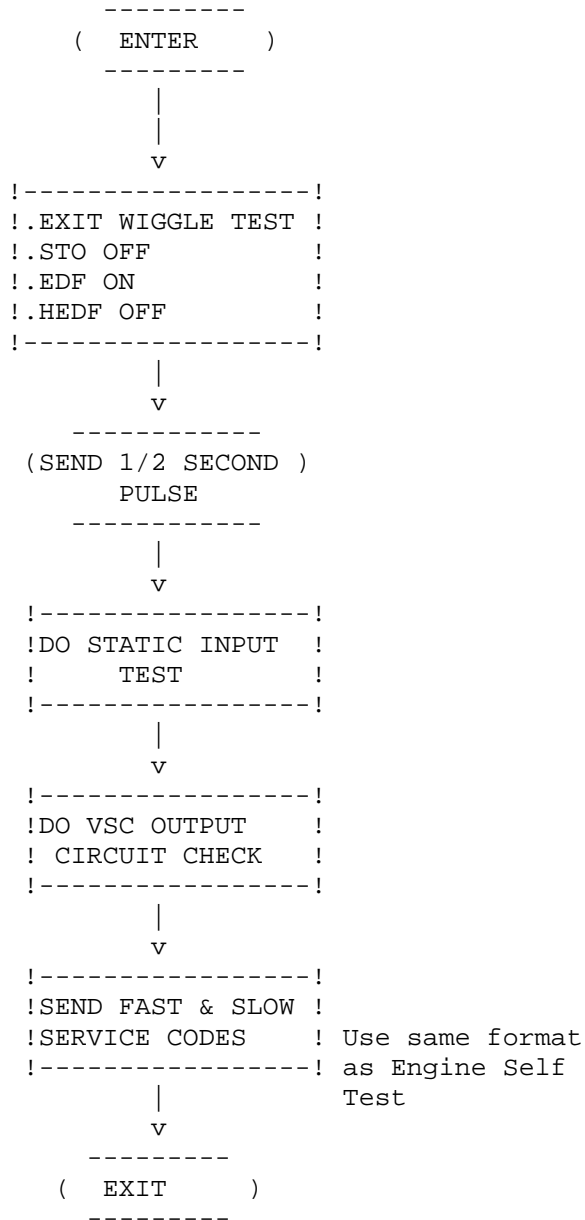 ---------
( ENTER )
---------
|
|
v
!------------------!
!.EXIT WIGGLE TEST !
!.STO OFF !
!.EDF ON !
!.HEDF OFF !
!------------------!
|
v
------------
(SEND 1/2 SECOND )
PULSE
------------
|
v
!-----------------!
!DO STATIC INPUT !
! TEST !
!-----------------!
|
v
!-----------------!
!DO VSC OUTPUT !
! CIRCUIT CHECK !
!-----------------!
|
v
!-----------------!
!SEND FAST & SLOW !
!SERVICE CODES ! Use same format
!-----------------! as Engine Self
| Test
v
---------
( EXIT )
---------